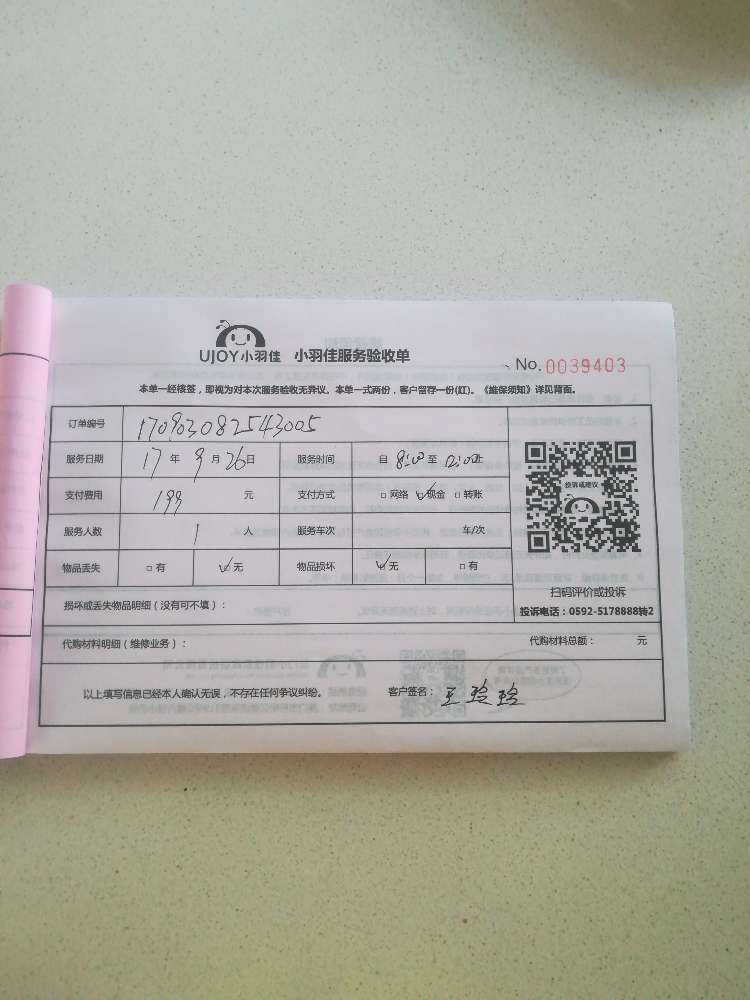 UJOY小羽佳 小羽佳服务验收单
No. 0039403
本单一经核签，即视为对本次服务验收无异议。本单一式两份，客户留存一份(红)。《维保须知》详见背面。
订单编号 170903082543005
服务日期 17年9月26日 服务时间 自8:00至12:00止
支付费用 199 元 支付方式 □网络 ☑现金 □转账
服务人数 1 人 服务车次 车/次
物品丢失 □有 ☑无 物品损坏 ☑无 □有
投诉或建议
扫码评价或投诉
投诉电话：0592-5178888转2
损坏或丢失物品明细（没有可不填）：
代购材料明细（维修业务）： 代购材料总额： 元
以上填写信息已经本人确认无误，不存在任何争议纠纷。 客户签名：王玲玲